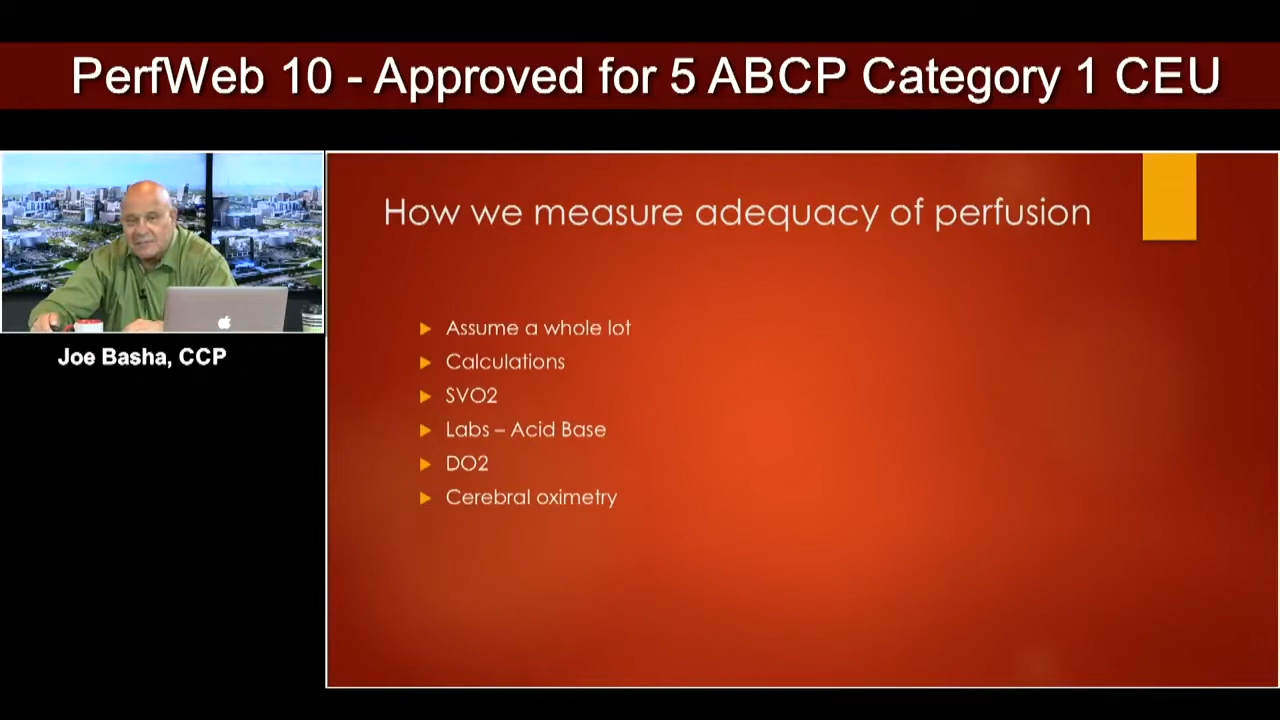 PerfWeb 10 - Approved for 5 ABCP Category 1 CEU
Joe Basha, CCP
How we measure adequacy of perfusion
Assume a whole lot
Calculations
SVO2
Labs – Acid Base
DO2
Cerebral oximetry